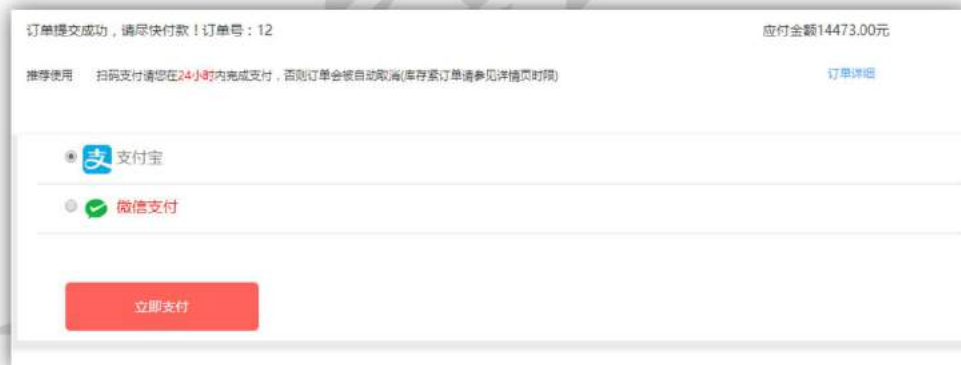 订单提交成功，请尽快付款！订单号：12
应付金额14473.00元
推荐使用 扫码支付请您在24小时内完成支付，否则订单会被自动取消(库存紧订单请参见详情页时限)
订单详细
支付宝
微信支付
立即支付